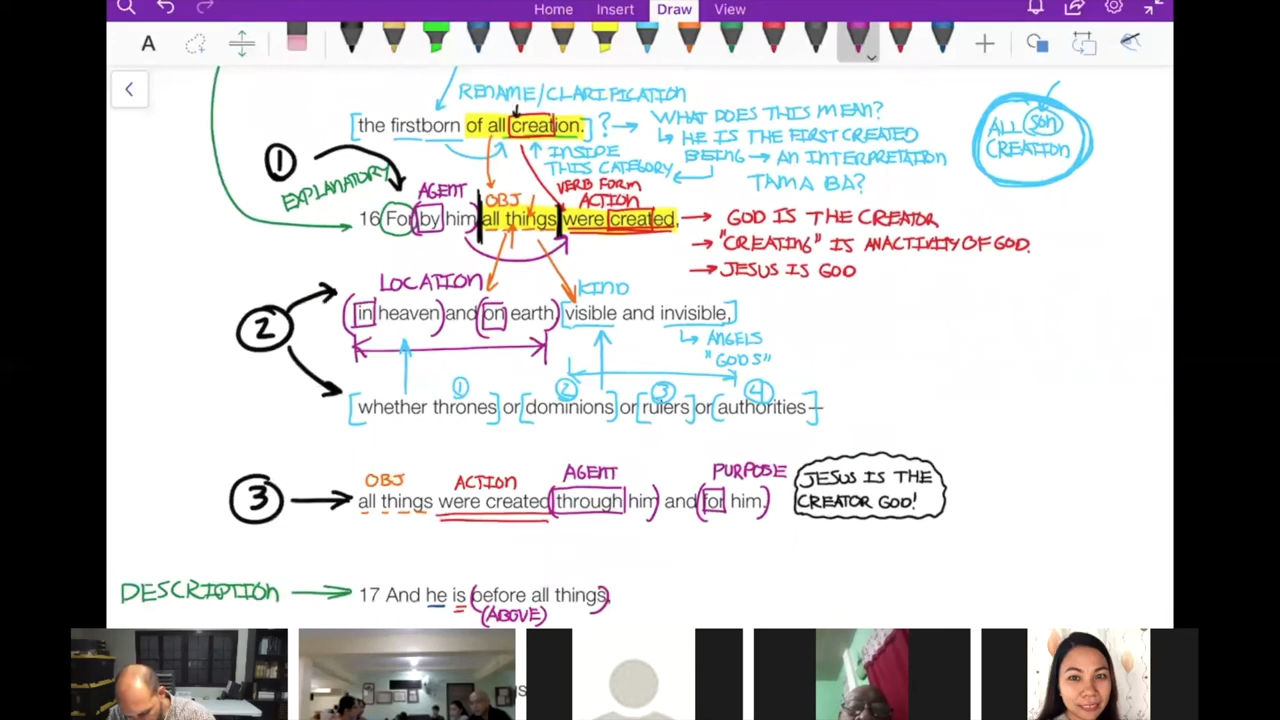 Home Insert Draw View
A
RENAME/CLARIFICATION
[the firstborn of all creation.]? → WHAT DOES THIS MEAN?
↳ HE IS THE FIRST CREATED
BEING → AN INTERPRETATION
TAMA BA?
INSIDE
THIS CATEGORY
ALL son
CREATION
1
EXPLANATORY
AGENT
OBJ
VERB FORM
ACTION
16 For by him all things were created,
→ GOD IS THE CREATOR
→ "CREATING" IS AN ACTIVITY OF GOD.
→ JESUS IS GOD
2
LOCATION
KIND
(in heaven) and (on earth) [visible and invisible,]
↳ ANGELS
"GODS"
1 2 3 4
[whether thrones] or [dominions] or [rulers] or [authorities]—
3
OBJ ACTION AGENT PURPOSE
all things were created (through him) and (for him.)
JESUS IS THE
CREATOR GOD!
DESCRIPTION → 17 And he is (before all things,)
(ABOVE)